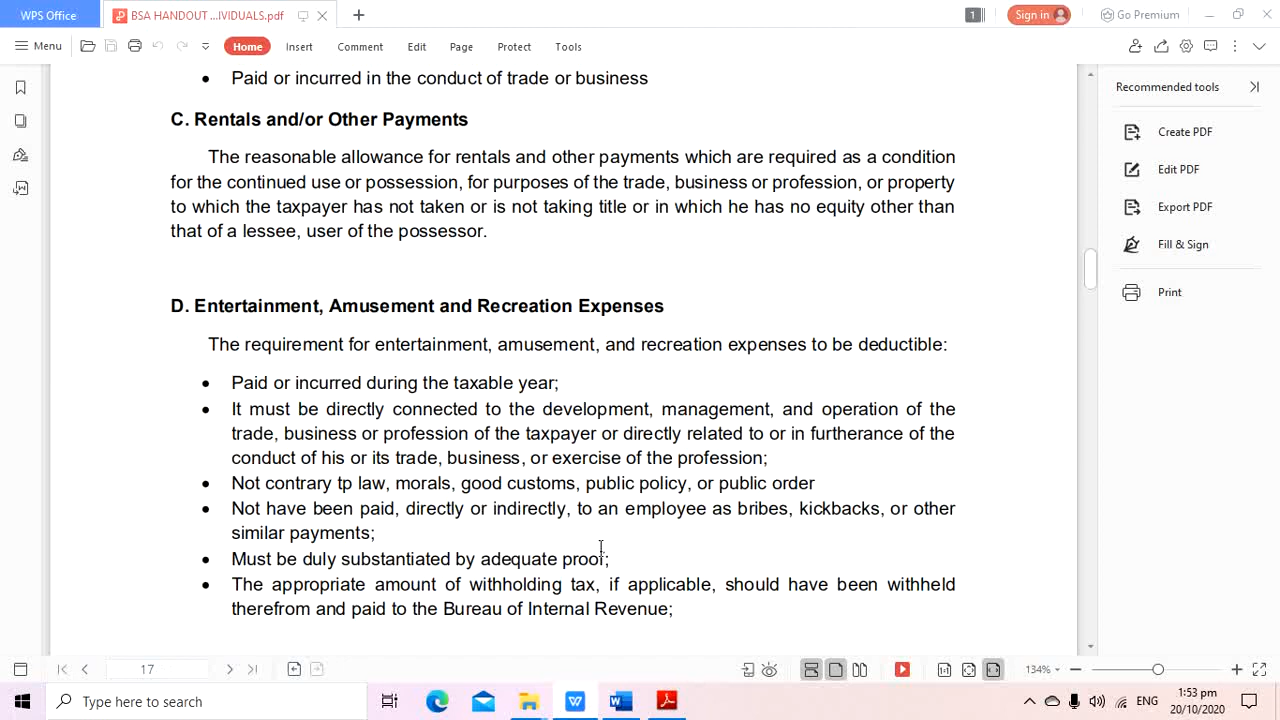 WPS Office
BSA HANDOUT ...IVIDUALS.pdf
1
Sign in
Go Premium
Menu
Home
Insert
Comment
Edit
Page
Protect
Tools
Paid or incurred in the conduct of trade or business
C. Rentals and/or Other Payments
The reasonable allowance for rentals and other payments which are required as a condition
for the continued use or possession, for purposes of the trade, business or profession, or property
to which the taxpayer has not taken or is not taking title or in which he has no equity other than
that of a lessee, user of the possessor.
D. Entertainment, Amusement and Recreation Expenses
The requirement for entertainment, amusement, and recreation expenses to be deductible:
• Paid or incurred during the taxable year;
• It must be directly connected to the development, management, and operation of the
trade, business or profession of the taxpayer or directly related to or in furtherance of the
conduct of his or its trade, business, or exercise of the profession;
• Not contrary tp law, morals, good customs, public policy, or public order
• Not have been paid, directly or indirectly, to an employee as bribes, kickbacks, or other
similar payments;
• Must be duly substantiated by adequate proof;
• The appropriate amount of withholding tax, if applicable, should have been withheld
therefrom and paid to the Bureau of Internal Revenue;
Recommended tools
Create PDF
Edit PDF
Export PDF
Fill & Sign
Print
17
1:1
134%
Type here to search
ENG
1:53 pm
20/10/2020